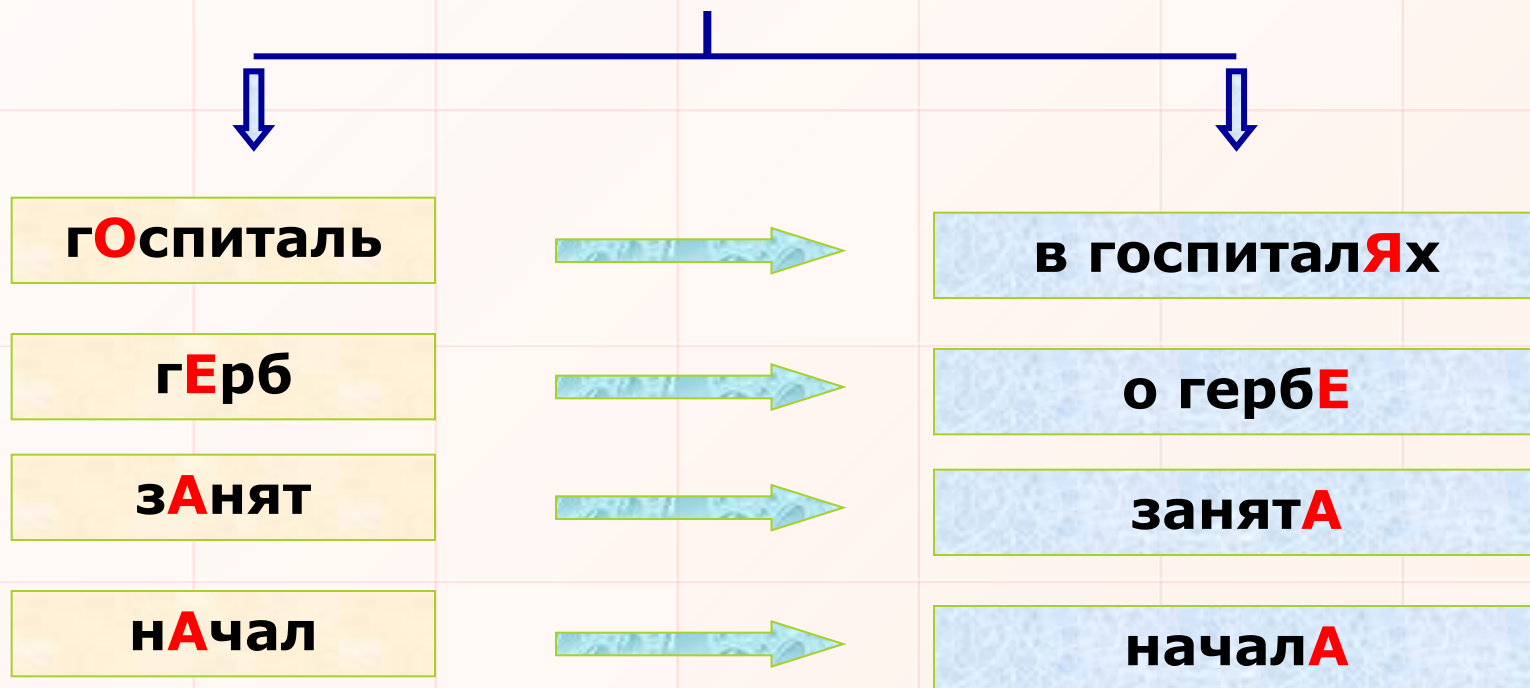 гОспиталь
в госпиталЯх
гЕрб
о гербЕ
зАнят
занятА
нАчал
началА